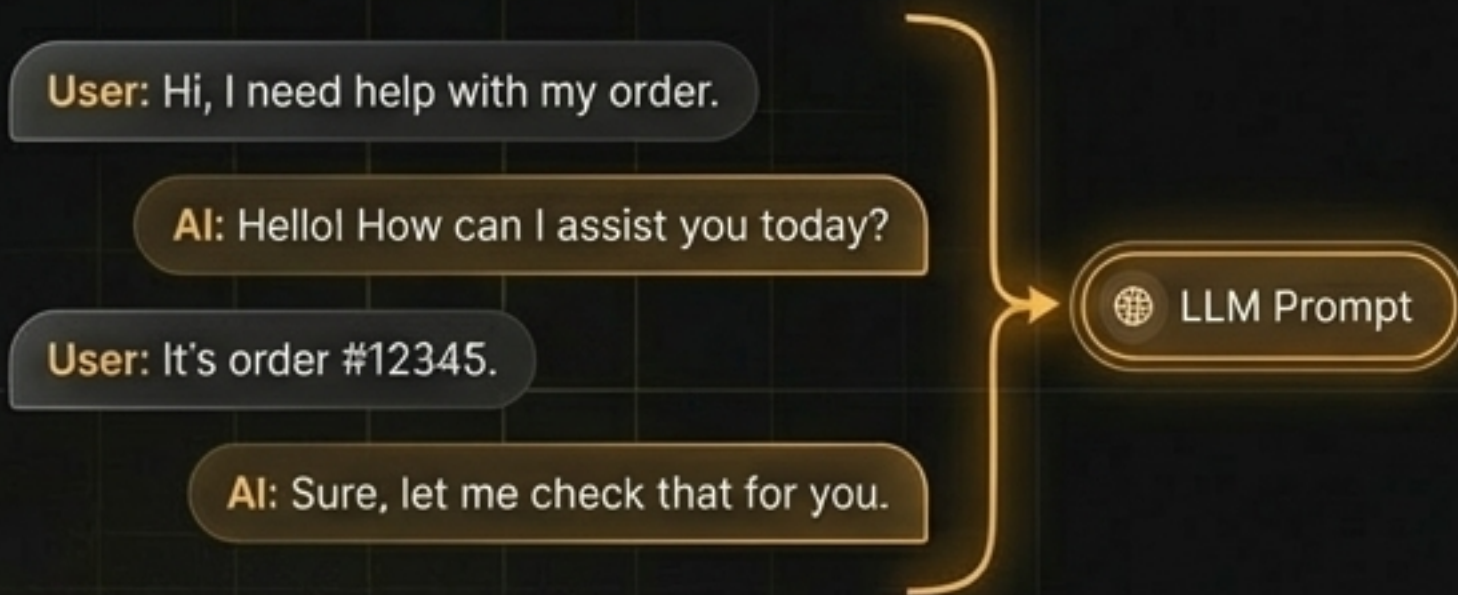 User: Hi, I need help with my order.
AI: Hello! How can I assist you today?
User: It's order #12345.
AI: Sure, let me check that for you.
LLM Prompt